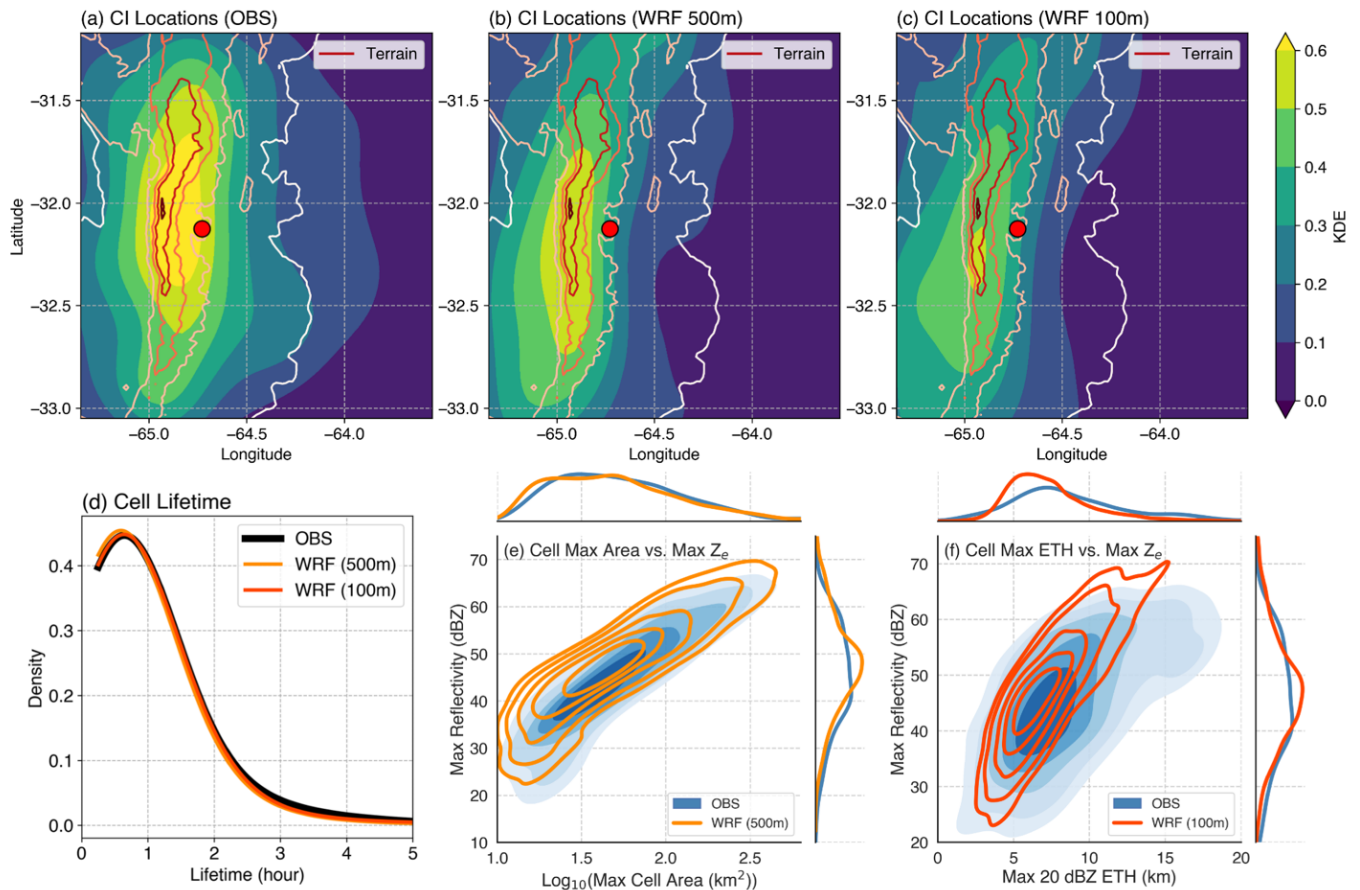 (a) CI Locations (OBS)
Terrain
−31.5
−32.0
−32.5
−33.0
Latitude
−65.0
−64.5
−64.0
Longitude
(b) CI Locations (WRF 500m)
Terrain
−31.5
−32.0
−32.5
−33.0
−65.0
−64.5
−64.0
Longitude
(c) CI Locations (WRF 100m)
Terrain
−31.5
−32.0
−32.5
−33.0
−65.0
−64.5
−64.0
Longitude
0.6
0.5
0.4
0.3
0.2
0.1
0.0
KDE
(d) Cell Lifetime
OBS
WRF (500m)
WRF (100m)
0.4
0.3
0.2
0.1
0.0
Density
0
1
2
3
4
5
Lifetime (hour)
(e) Cell Max Area vs. Max Zₑ
70
60
50
40
30
20
10
Max Reflectivity (dBZ)
OBS
WRF (500m)
1.0
1.5
2.0
2.5
Log₁₀(Max Cell Area (km²))
(f) Cell Max ETH vs. Max Zₑ
70
60
50
40
30
20
Max Reflectivity (dBZ)
OBS
WRF (100m)
0
5
10
15
20
Max 20 dBZ ETH (km)